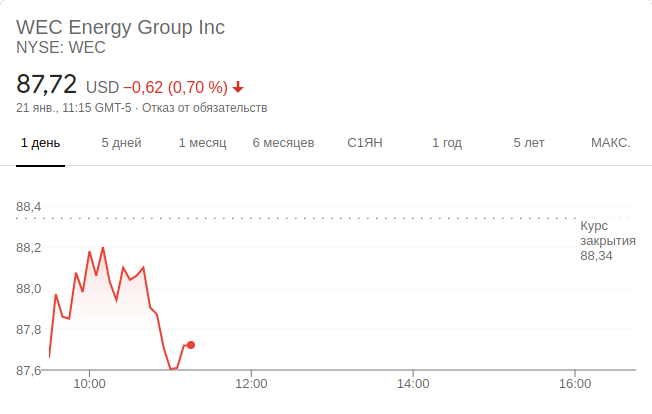 WEC Energy Group Inc
NYSE: WEC
87,72 USD −0,62 (0,70 %)
21 янв., 11:15 GMT-5 · Отказ от обязательств
1 день 5 дней 1 месяц 6 месяцев С1ЯН 1 год 5 лет МАКС.
88,4
Курс
закрытия
88,34
88,2
88,0
87,8
87,6
10:00 12:00 14:00 16:00